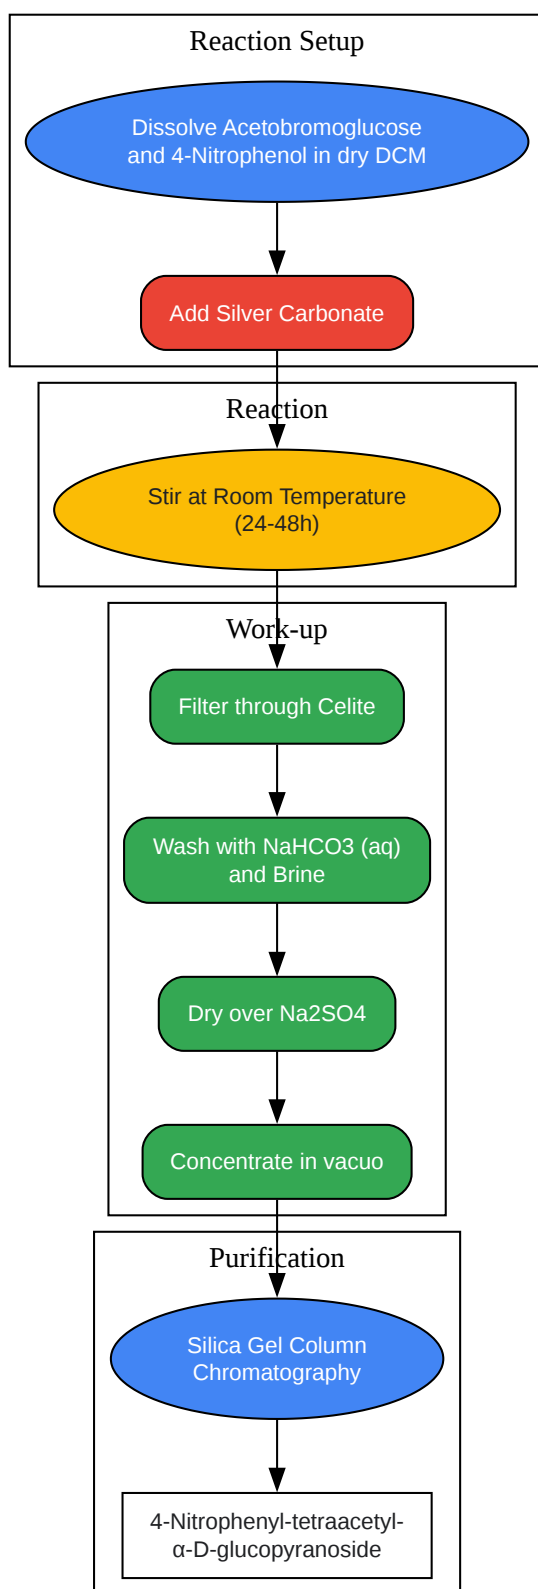 Reaction Setup
Dissolve Acetobromoglucose
and 4-Nitrophenol in dry DCM
Add Silver Carbonate
Reaction
Stir at Room Temperature
(24-48h)
Work-up
Filter through Celite
Wash with NaHCO3 (aq)
and Brine
Dry over Na2SO4
Concentrate in vacuo
Purification
Silica Gel Column
Chromatography
4-Nitrophenyl-tetraacetyl-
α-D-glucopyranoside